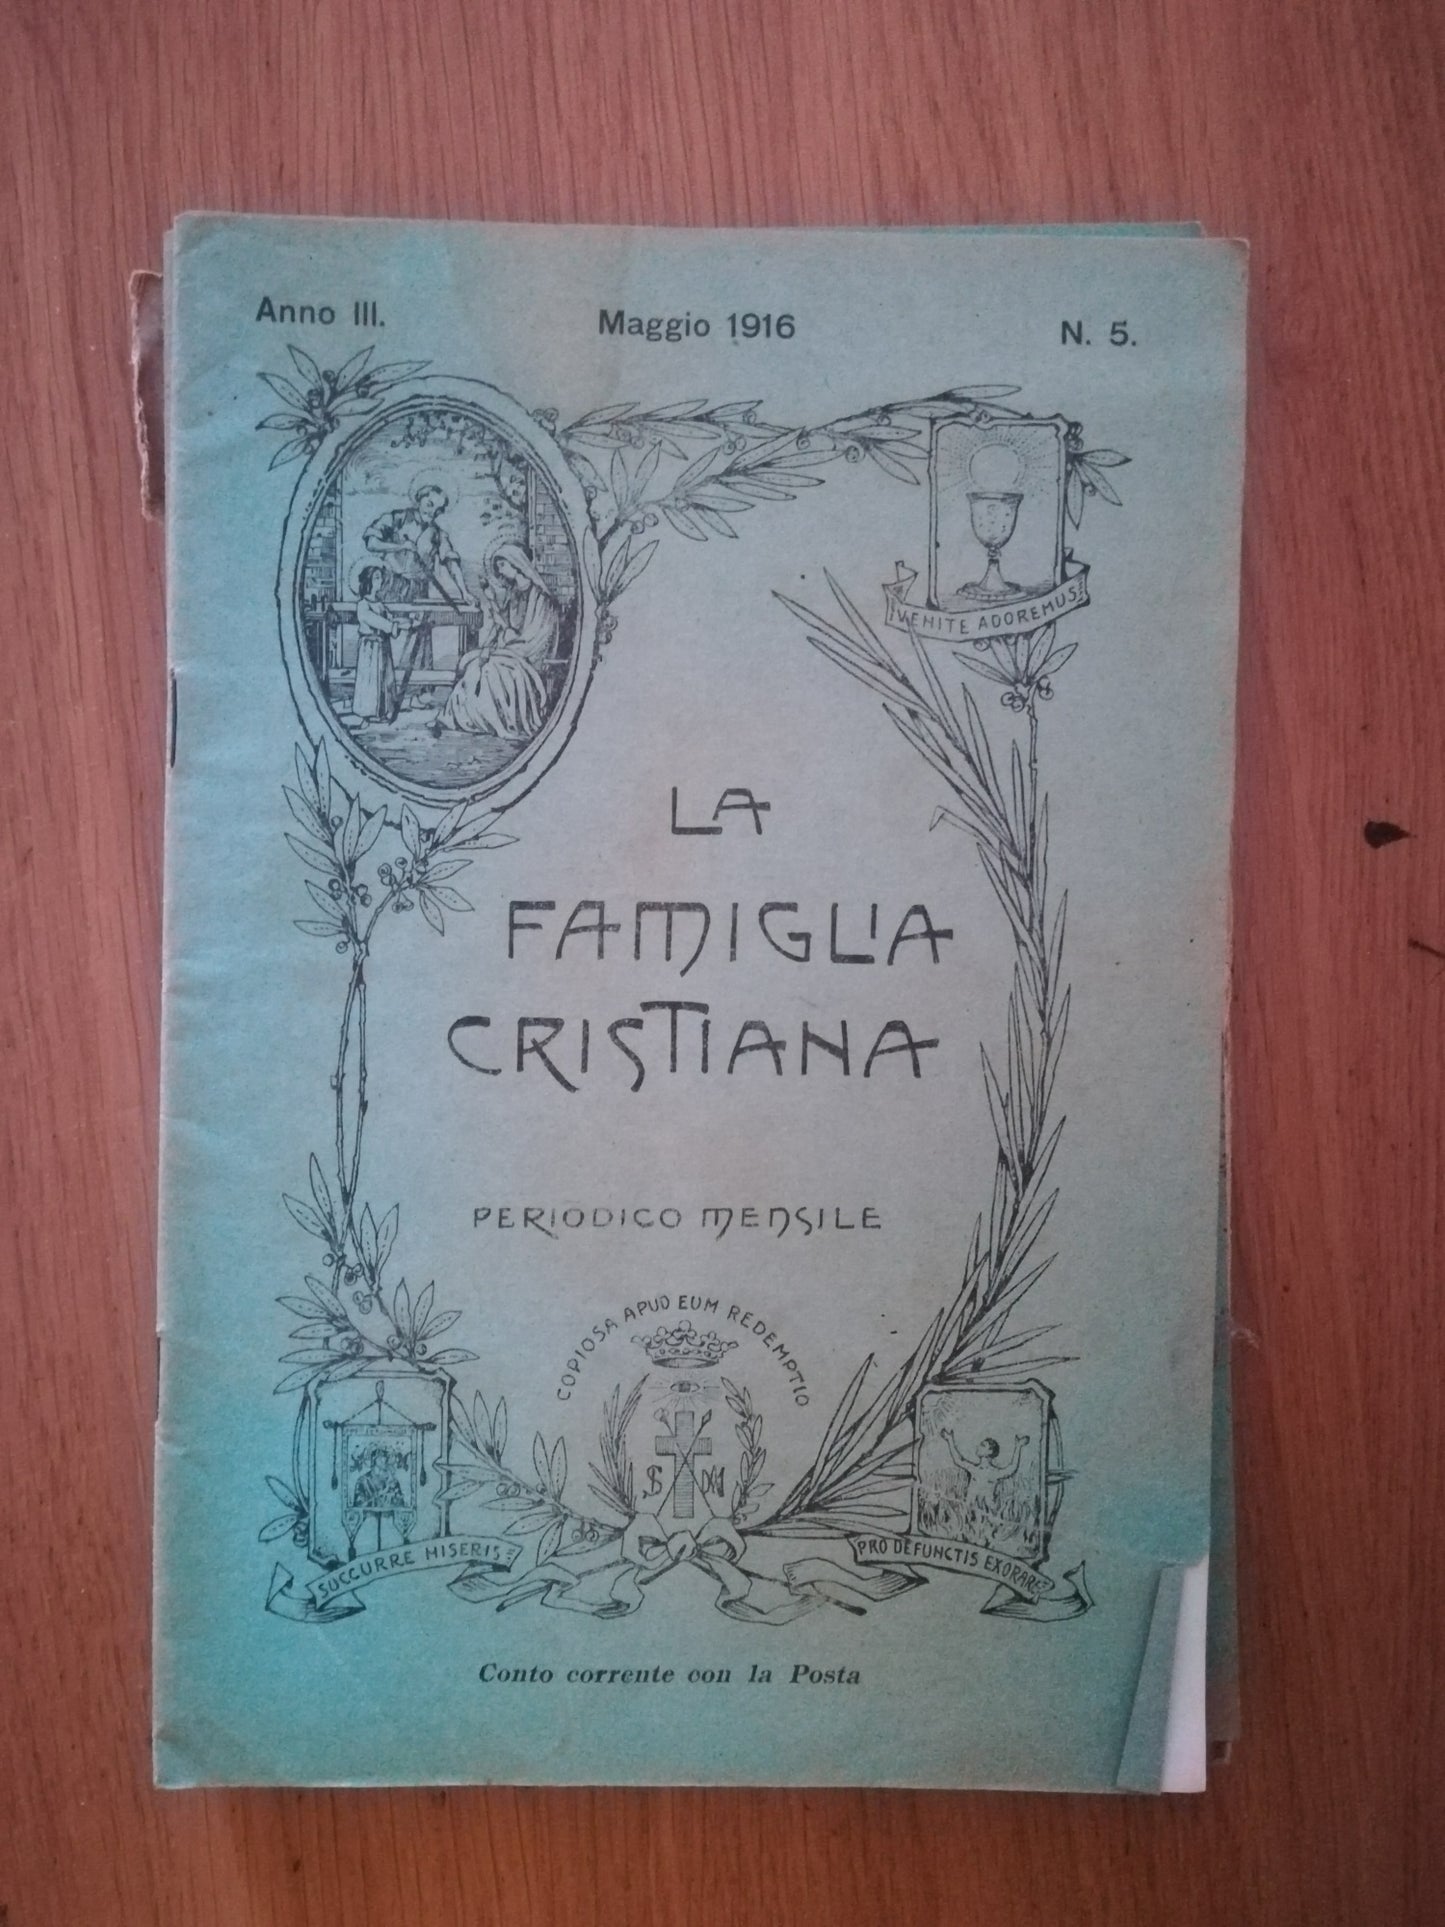 Anno III.
Maggio 1916
N. 5.
VENITE ADOREMUS
LA
FAMIGLIA
CRISTIANA
PERIODICO MENSILE
COPIOSA APUD EUM REDEMPTIO
SUCCURRE MISERIS
PRO DEFUNCTIS EXORARE
Conto corrente con la Posta